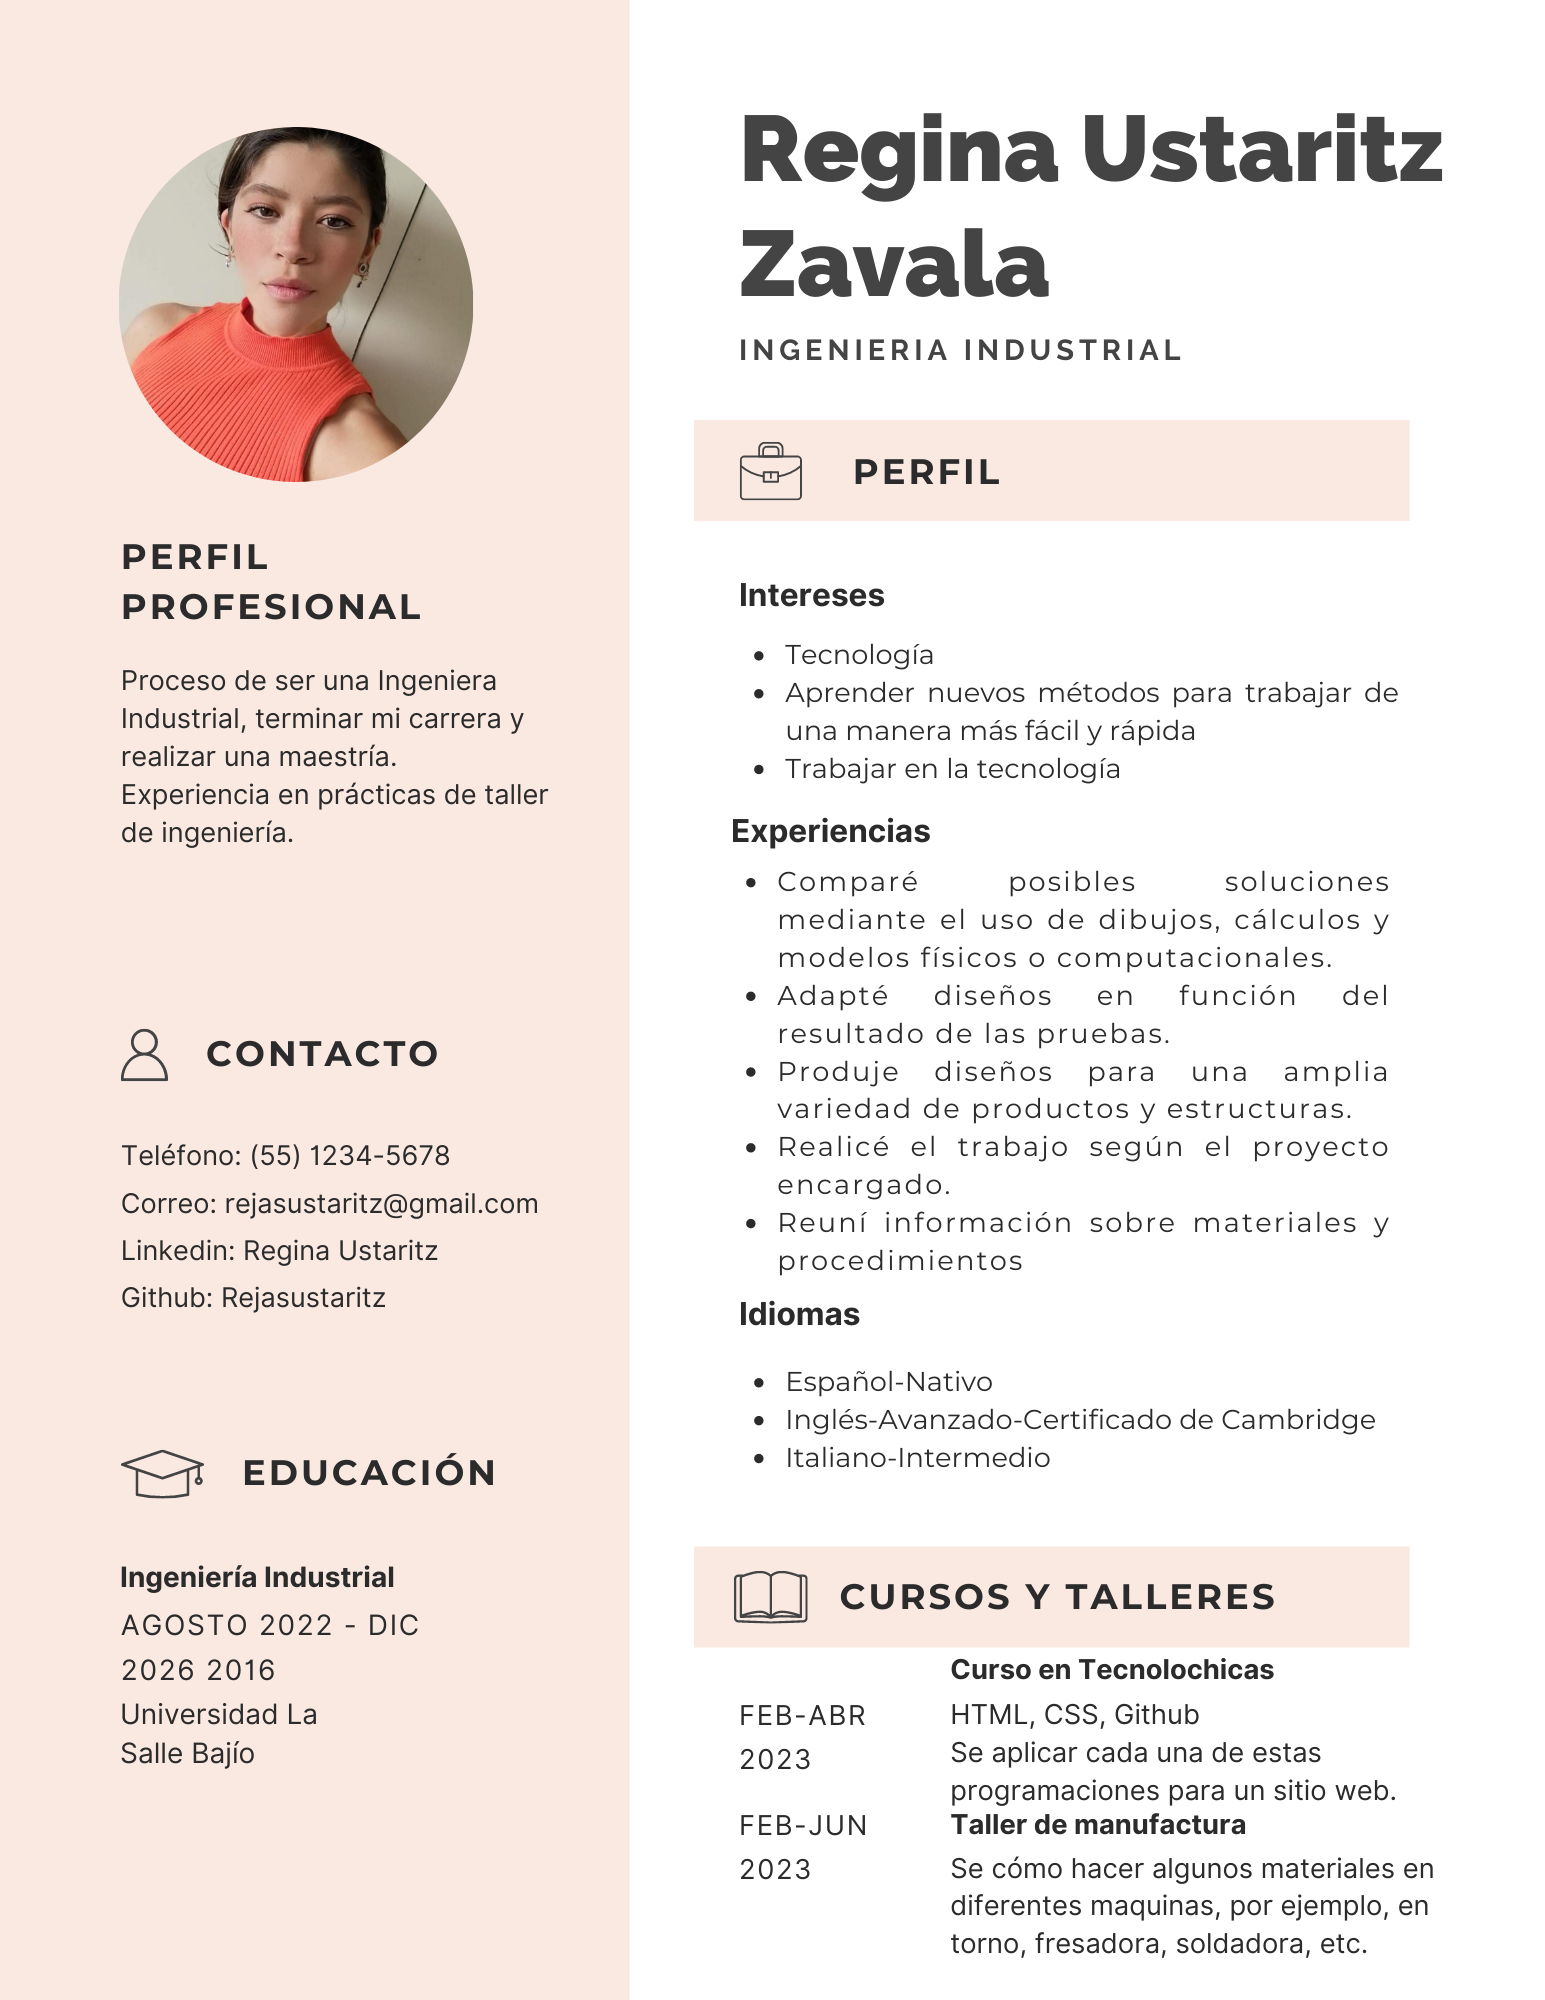 Regina Ustaritz
Zavala
INGENIERIA INDUSTRIAL
PERFIL
PROFESIONAL
Proceso de ser una Ingeniera
Industrial, terminar mi carrera y
realizar una maestría.
Experiencia en prácticas de taller
de ingeniería.
CONTACTO
Teléfono: (55) 1234-5678
Correo: rejasustaritz@gmail.com
Linkedin: Regina Ustaritz
Github: Rejasustaritz
EDUCACIÓN
Ingeniería Industrial
AGOSTO 2022 - DIC
2026 2016
Universidad La
Salle Bajío
PERFIL
Intereses
• Tecnología
• Aprender nuevos métodos para trabajar de
una manera más fácil y rápida
• Trabajar en la tecnología
Experiencias
• Comparé posibles soluciones
mediante el uso de dibujos, cálculos y
modelos físicos o computacionales.
• Adapté diseños en función del
resultado de las pruebas.
• Produje diseños para una amplia
variedad de productos y estructuras.
• Realicé el trabajo según el proyecto
encargado.
• Reuní información sobre materiales y
procedimientos
Idiomas
• Español-Nativo
• Inglés-Avanzado-Certificado de Cambridge
• Italiano-Intermedio
CURSOS Y TALLERES
FEB-ABR
2023
Curso en Tecnolochicas
HTML, CSS, Github
Se aplicar cada una de estas
programaciones para un sitio web.
FEB-JUN
2023
Taller de manufactura
Se cómo hacer algunos materiales en
diferentes maquinas, por ejemplo, en
torno, fresadora, soldadora, etc.